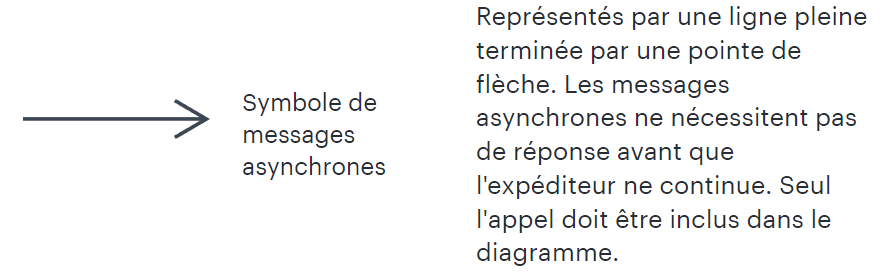 Symbole de
messages
asynchrones
Représentés par une ligne pleine
terminée par une pointe de
flèche. Les messages
asynchrones ne nécessitent pas
de réponse avant que
l'expéditeur ne continue. Seul
l'appel doit être inclus dans le
diagramme.